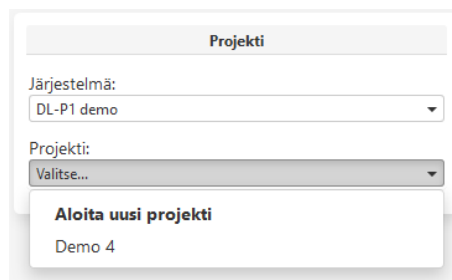 Projekti
Järjestelmä:
DL-P1 demo
Projekti:
Valitse...
Aloita uusi projekti
Demo 4